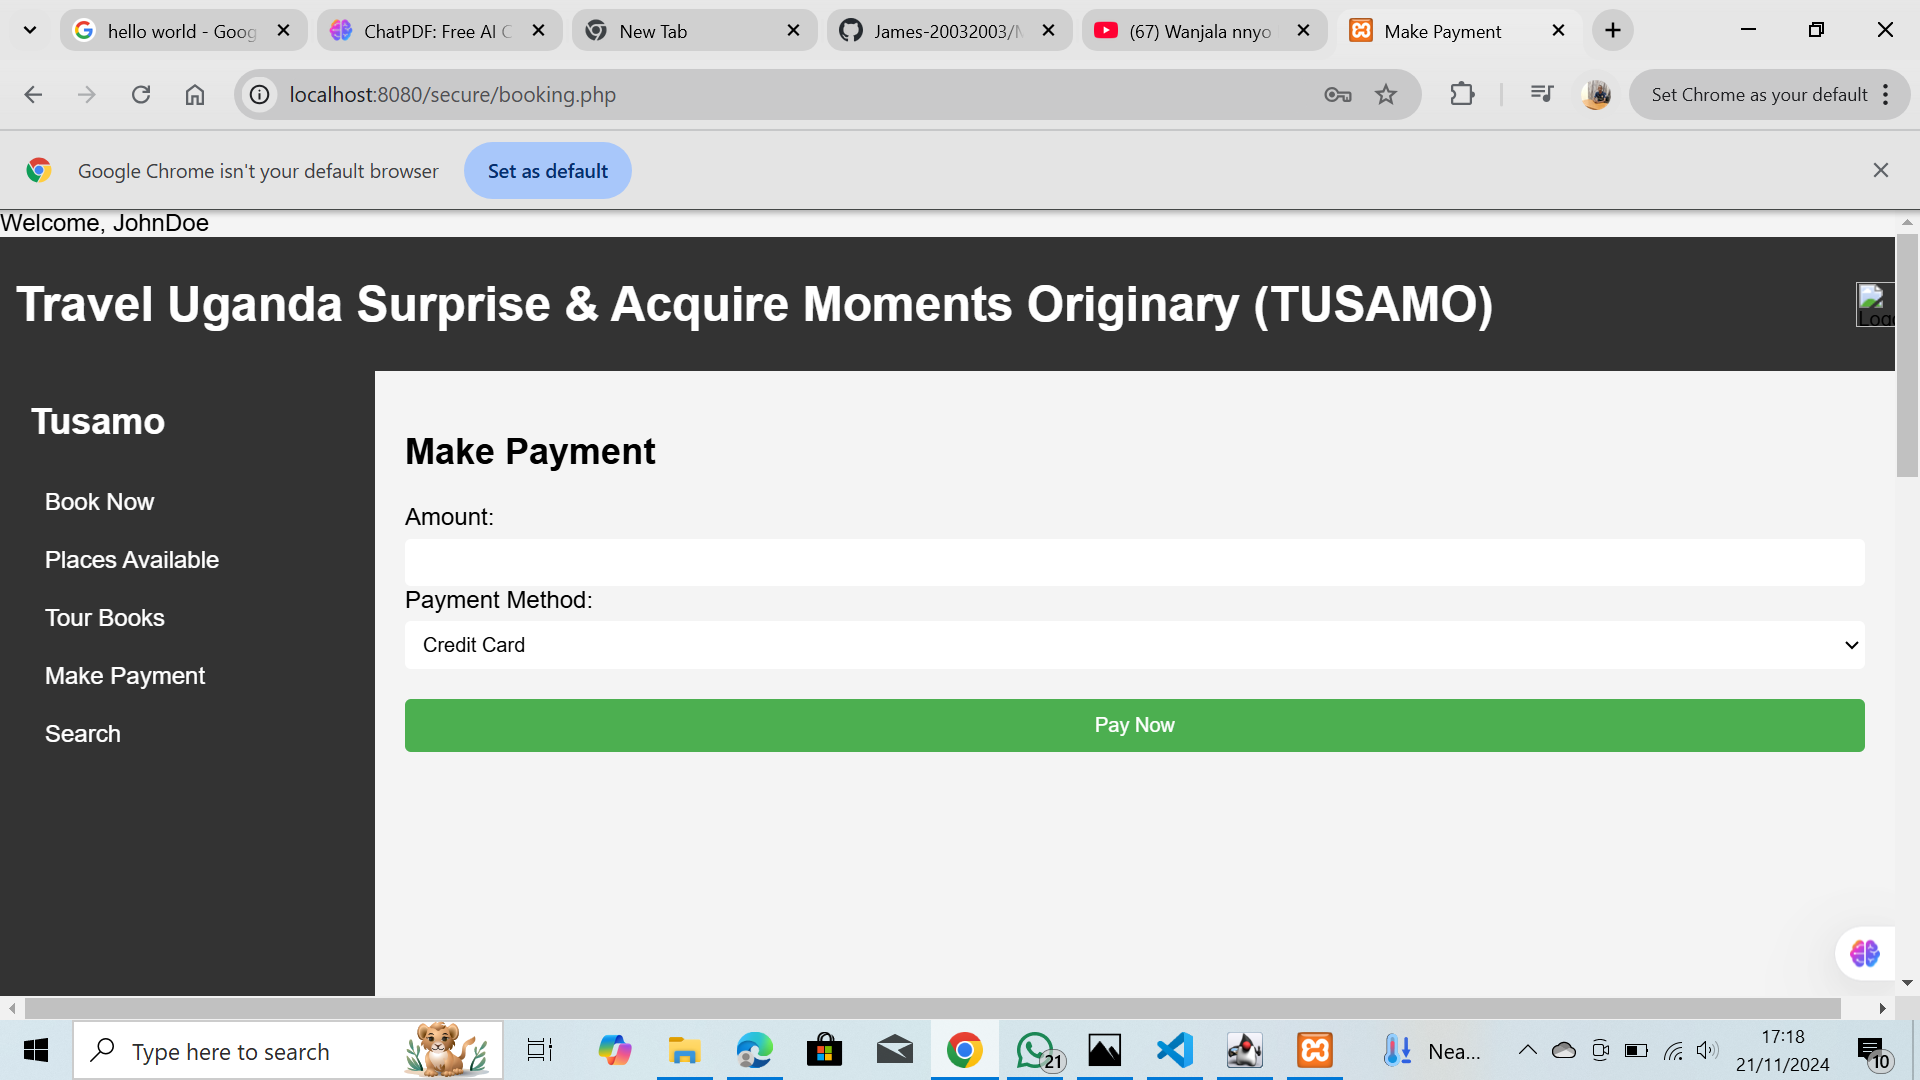 hello world - Goog
ChatPDF: Free AI C
New Tab
James-20032003/M
(67) Wanjala nnyo
Make Payment
localhost:8080/secure/booking.php
Set Chrome as your default
Google Chrome isn't your default browser
Set as default
Welcome, JohnDoe
Travel Uganda Surprise & Acquire Moments Originary (TUSAMO)
Logo
Tusamo
Book Now
Places Available
Tour Books
Make Payment
Search
Make Payment
Amount:
Payment Method:
Credit Card
Pay Now
Type here to search
21
Nea...
17:18
21/11/2024
10